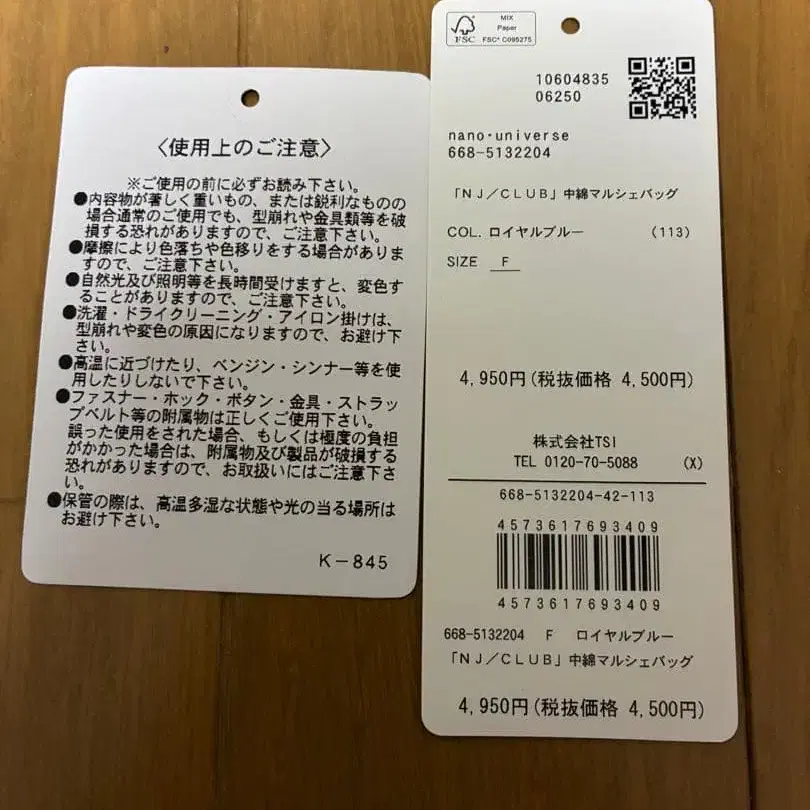 〈使用上のご注意〉
※ご使用の前に必ずお読み下さい。
●内容物が著しく重いもの、または鋭利なものの
場合通常のご使用でも、型崩れや金具類等を破
損する恐れがありますので、ご注意下さい。
●摩擦により色落ちや色移りをする場合がありま
すので、ご注意下さい。
●自然光及び照明等を長時間受けますと、変色す
ることがありますので、ご注意下さい。
●洗濯・ドライクリーニング・アイロン掛けは、
型崩れや変色の原因になりますので、お避け下
さい。
●高温に近づけたり、ベンジン・シンナー等を使
用したりしないで下さい。
●ファスナー・ホック・ボタン・金具・ストラッ
プベルト等の附属物は正しくご使用下さい。
誤った使用をされた場合、もしくは極度の負担
がかかった場合は、附属物及び製品が破損する
恐れがありますので、お取扱いにはご注意下さ
い。
●保管の際は、高温多湿な状態や光の当る場所は
お避け下さい。
K-845
FSC
MIX
Paper
FSC® C095275
10604835
06250
nano・universe
668-5132204
「NJ/CLUB」中綿マルシェバッグ
COL. ロイヤルブルー (113)
SIZE F
4,950円(税抜価格 4,500円)
株式会社TSI
TEL 0120-70-5088 (X)
668-5132204-42-113
4573617693409
4573617693409
668-5132204 F ロイヤルブルー
「NJ/CLUB」中綿マルシェバッグ
4,950円(税抜価格 4,500円)